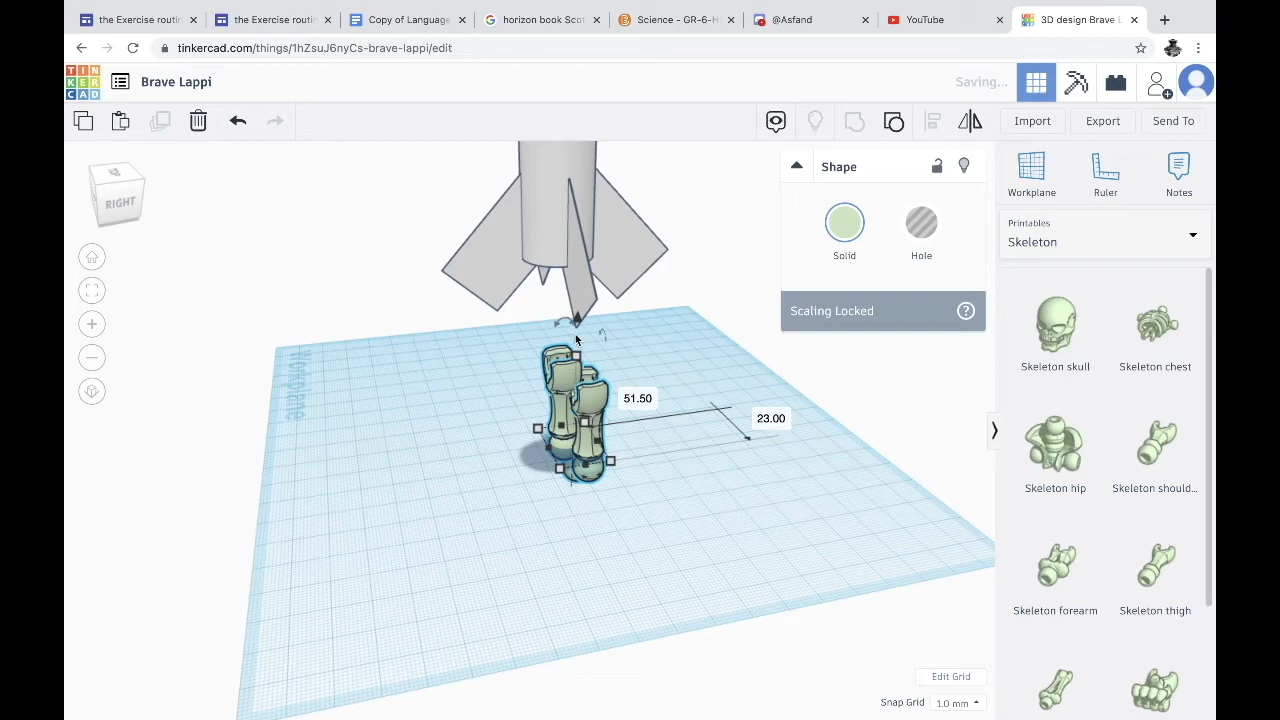 the Exercise routin
the Exercise routin
Copy of Language
horizon book Scot
Science - GR-6-H
@Asfand
YouTube
3D design Brave L
tinkercad.com/things/1hZsuJ6nyCs-brave-lappi/edit
TIN
KER
CAD
Brave Lappi
Saving...
Import
Export
Send To
RIGHT
Shape
Solid
Hole
Scaling Locked
?
Workplane
Ruler
Notes
Printables
Skeleton
Workplane
51.50
23.00
Skeleton skull
Skeleton chest
Skeleton hip
Skeleton should...
Skeleton forearm
Skeleton thigh
Edit Grid
Snap Grid
1.0 mm